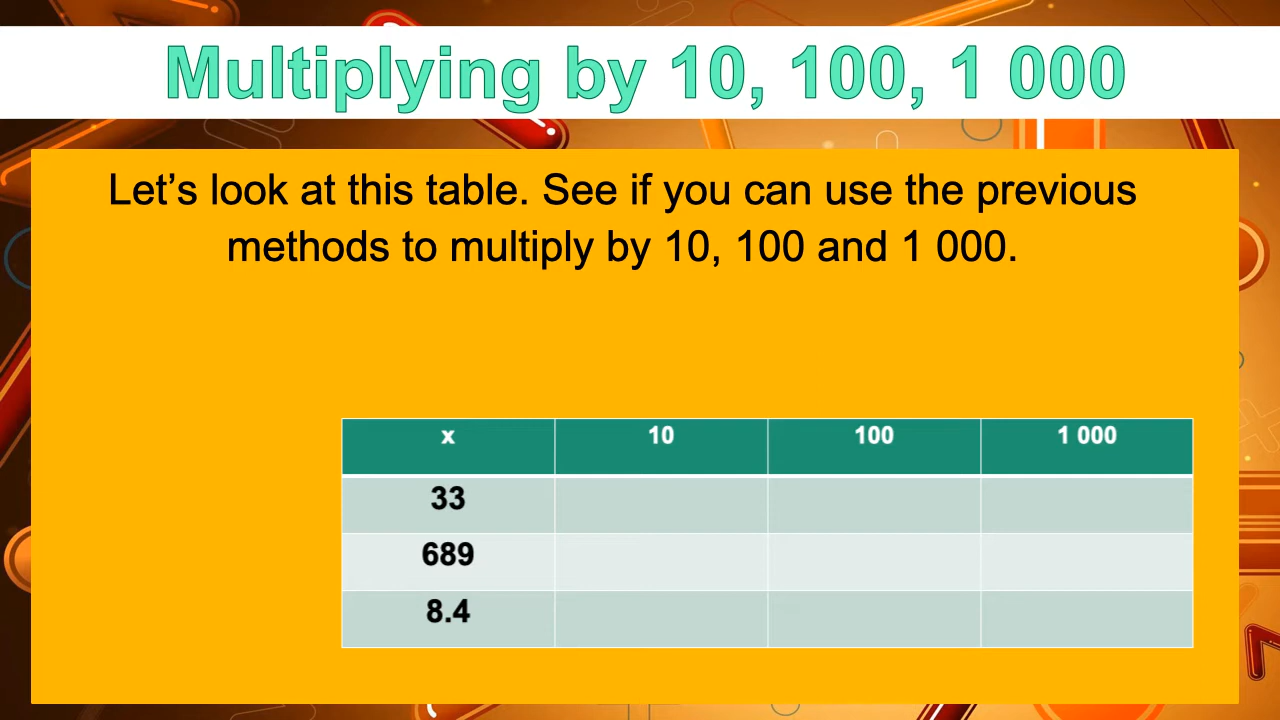 Multiplying by 10, 100, 1 000
Let’s look at this table. See if you can use the previous
methods to multiply by 10, 100 and 1 000.
x 10 100 1 000
33
689
8.4